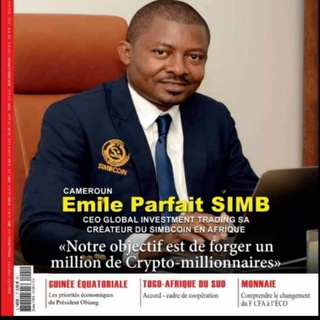 SIMBCOIN
CAMEROUN
Emile Parfait SIMB
CEO GLOBAL INVESTMENT TRADING SA
CRÉATEUR DU SIMBCOIN EN AFRIQUE
«Notre objectif est de forger un
million de Crypto-millionnaires»
GUINÉE ÉQUATORIALE
Les priorités économiques
du Président Obiang
TOGO-AFRIQUE DU SUD
Accord - cadre de coopération
MONNAIE
Comprendre le changement
du F CFA à l'ÉCO